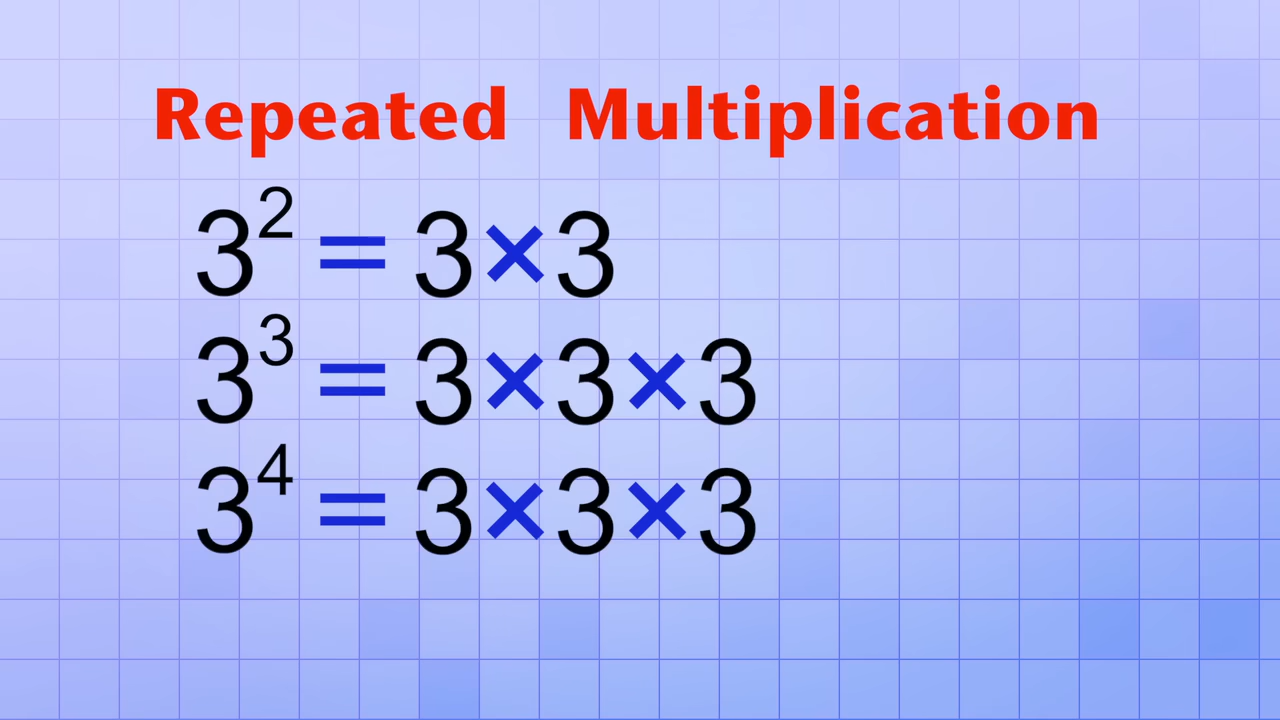 Repeated Multiplication
3² = 3×3
3³ = 3×3×3
3⁴ = 3×3×3